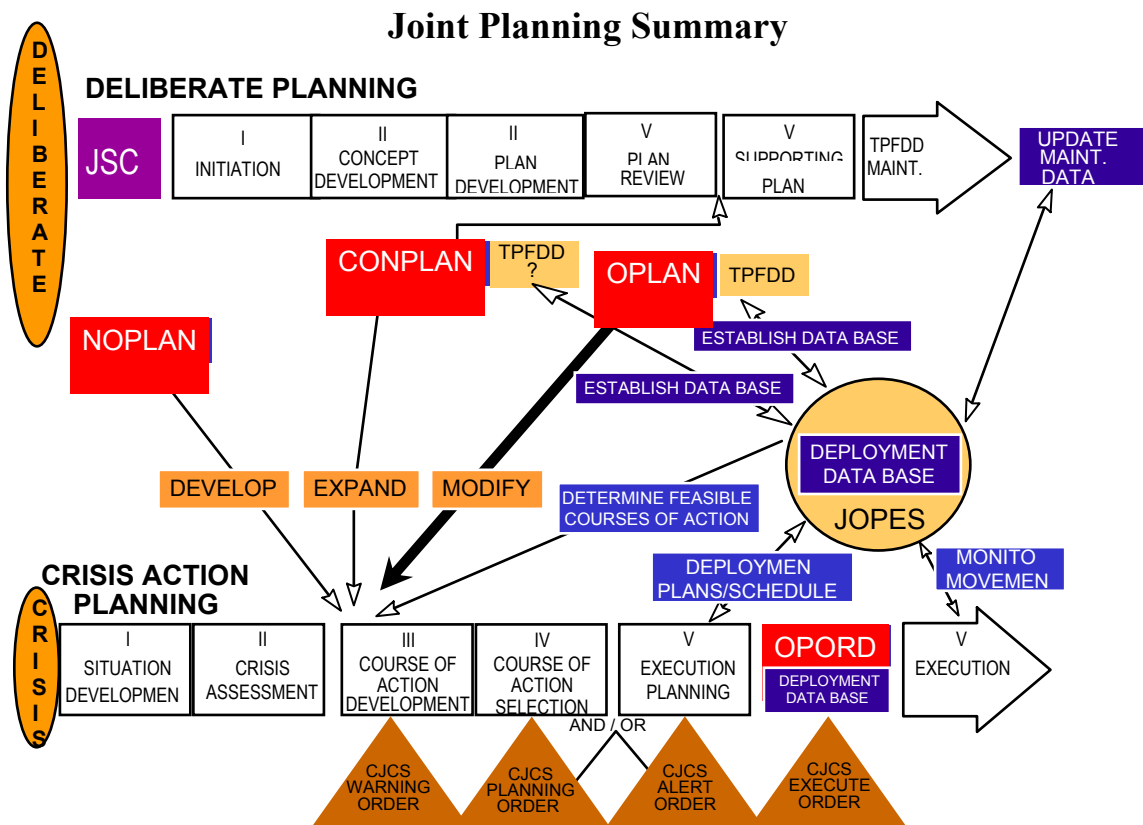 Joint Planning Summary
DELIBERATE
DELIBERATE PLANNING
JSC
I
INITIATION
II
CONCEPT
DEVELOPMENT
II
PLAN
DEVELOPMENT
V
PLAN
REVIEW
V
SUPPORTING
PLAN
TPFDD
MAINT.
UPDATE
MAINT.
DATA
CONPLAN
TPFDD
?
OPLAN
TPFDD
NOPLAN
ESTABLISH DATA BASE
ESTABLISH DATA BASE
DEPLOYMENT
DATA BASE
JOPES
DEVELOP
EXPAND
MODIFY
DETERMINE FEASIBLE
COURSES OF ACTION
DEPLOYMEN
PLANS/SCHEDULE
MONITO
MOVEMEN
CRISIS
CRISIS ACTION
PLANNING
I
SITUATION
DEVELOPMEN
II
CRISIS
ASSESSMENT
III
COURSE OF
ACTION
DEVELOPMENT
IV
COURSE OF
ACTION
SELECTION
V
EXECUTION
PLANNING
OPORD
DEPLOYMENT
DATA BASE
V
EXECUTION
AND / OR
CJCS
WARNING
ORDER
CJCS
PLANNING
ORDER
CJCS
ALERT
ORDER
CJCS
EXECUTE
ORDER